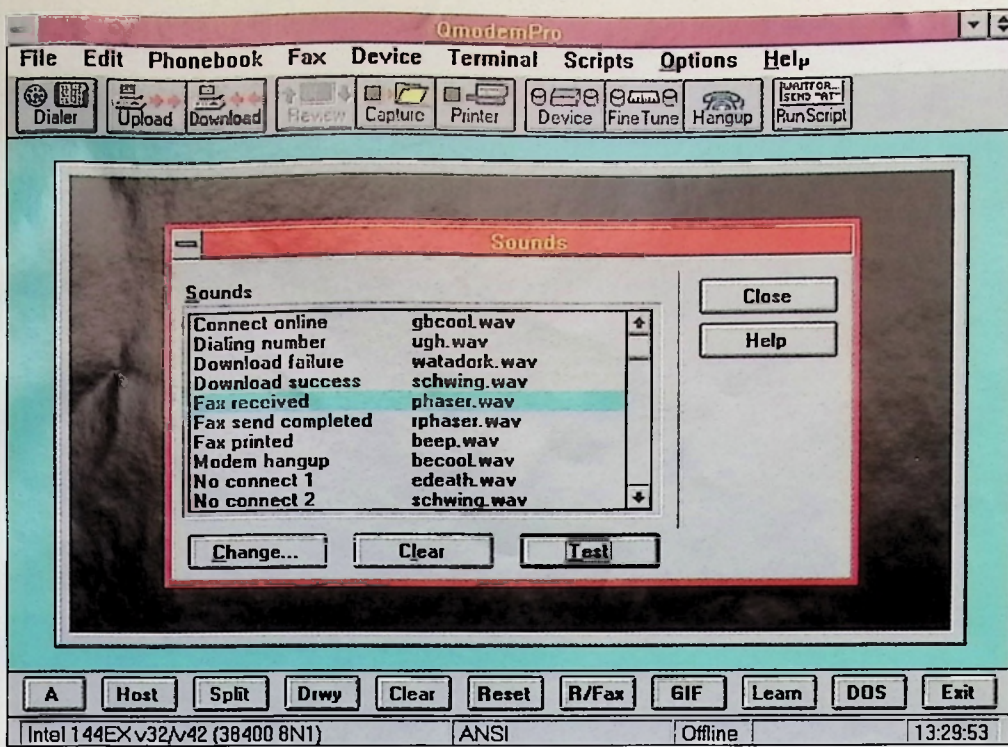 QmodemPro
File Edit Phonebook Fax Device Terminal Scripts Options Help
WAITFOR...
SEND "AT"
Dialer Upload Download Review Capture Printer Device FineTune Hangup RunScript
Sounds
Sounds
Connect online gbcool.wav
Dialing number ugh.wav
Download failure watadork.wav
Download success schwing.wav
Fax received phaser.wav
Fax send completed rphaser.wav
Fax printed beep.wav
Modem hangup becool.wav
No connect 1 edeath.wav
No connect 2 schwing.wav
Close
Help
Change... Clear Test
A Host Split Drwy Clear Reset R/Fax GIF Learn DOS Exit
Intel 144EX v32/v42 (38400 8N1) ANSI Offline 13:29:53